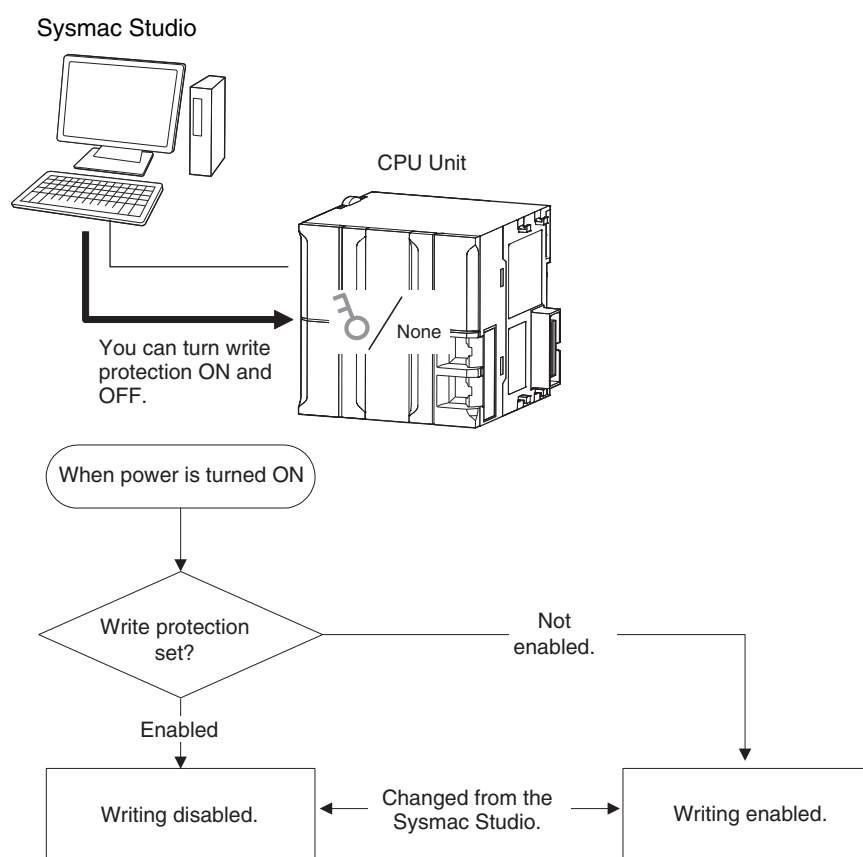 Sysmac Studio
CPU Unit
None
You can turn write
protection ON and
OFF.
When power is turned ON
Write protection
set?
Not
enabled.
Enabled
Writing disabled.
Changed from the
Sysmac Studio.
Writing enabled.